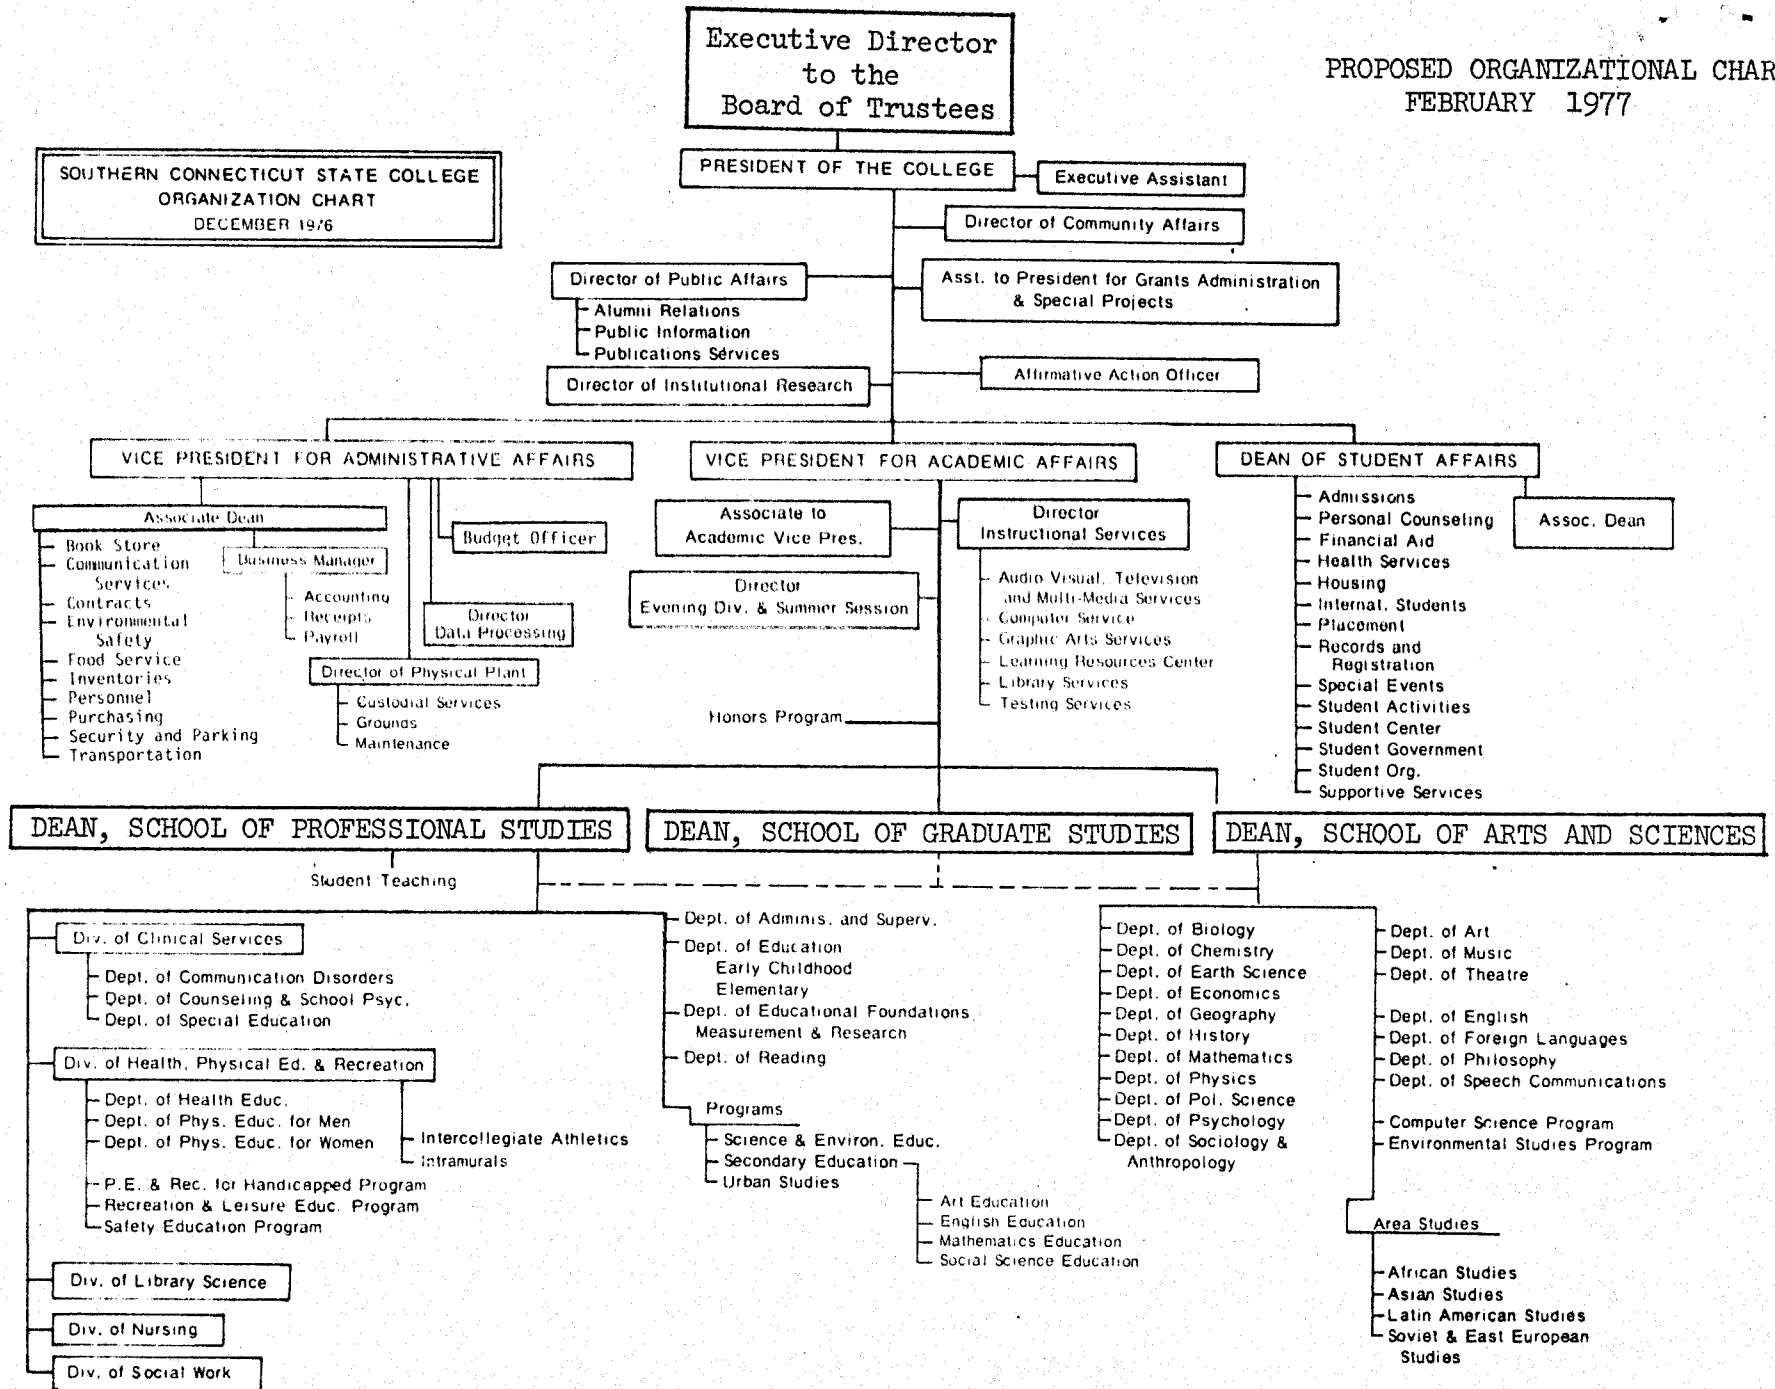 Executive Director
to the
Board of Trustees
PROPOSED ORGANIZATIONAL CHAR
FEBRUARY 1977
SOUTHERN CONNECTICUT STATE COLLEGE
ORGANIZATION CHART
DECEMBER 1976
PRESIDENT OF THE COLLEGE
Executive Assistant
Director of Community Affairs
Director of Public Affairs
Alumni Relations
Public Information
Publications Services
Asst. to President for Grants Administration
& Special Projects
Director of Institutional Research
Affirmative Action Officer
VICE PRESIDENT FOR ADMINISTRATIVE AFFAIRS
VICE PRESIDENT FOR ACADEMIC AFFAIRS
DEAN OF STUDENT AFFAIRS
Associate Dean
Book Store
Communication
Services
Contracts
Environmental
Safety
Food Service
Inventories
Personnel
Purchasing
Security and Parking
Transportation
Business Manager
Accounting
Receipts
Payroll
Budget Officer
Director
Data Processing
Director of Physical Plant
Custodial Services
Grounds
Maintenance
Associate to
Academic Vice Pres.
Director
Evening Div. & Summer Session
Director
Instructional Services
Audio Visual, Television
and Multi-Media Services
Computer Service
Graphic Arts Services
Learning Resources Center
Library Services
Testing Services
Honors Program
Admissions
Personal Counseling
Financial Aid
Health Services
Housing
Internat. Students
Placement
Records and
Registration
Special Events
Student Activities
Student Center
Student Government
Student Org.
Supportive Services
Assoc. Dean
DEAN, SCHOOL OF PROFESSIONAL STUDIES
DEAN, SCHOOL OF GRADUATE STUDIES
DEAN, SCHOOL OF ARTS AND SCIENCES
Student Teaching
Div. of Clinical Services
Dept. of Communication Disorders
Dept. of Counseling & School Psyc.
Dept. of Special Education
Div. of Health, Physical Ed. & Recreation
Dept. of Health Educ.
Dept. of Phys. Educ. for Men
Dept. of Phys. Educ. for Women
Intercollegiate Athletics
Intramurals
P.E. & Rec. for Handicapped Program
Recreation & Leisure Educ. Program
Safety Education Program
Div. of Library Science
Div. of Nursing
Div. of Social Work
Dept. of Adminis. and Superv.
Dept. of Education
Early Childhood
Elementary
Dept. of Educational Foundations
Measurement & Research
Dept. of Reading
Programs
Science & Environ. Educ.
Secondary Education
Urban Studies
Art Education
English Education
Mathematics Education
Social Science Education
Dept. of Biology
Dept. of Chemistry
Dept. of Earth Science
Dept. of Economics
Dept. of Geography
Dept. of History
Dept. of Mathematics
Dept. of Physics
Dept. of Pol. Science
Dept. of Psychology
Dept. of Sociology &
Anthropology
Dept. of Art
Dept. of Music
Dept. of Theatre
Dept. of English
Dept. of Foreign Languages
Dept. of Philosophy
Dept. of Speech Communications
Computer Science Program
Environmental Studies Program
Area Studies
African Studies
Asian Studies
Latin American Studies
Soviet & East European
Studies